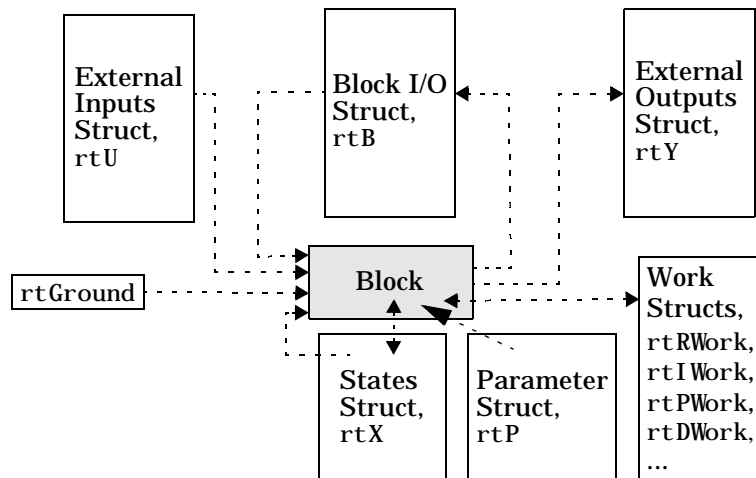 External
Inputs
Struct,
rtU
Block I/O
Struct,
rtB
External
Outputs
Struct,
rtY
rtGround
Block
States
Struct,
rtX
Parameter
Struct,
rtP
Work
Structs,
rtRWork,
rtIWork,
rtPWork,
rtDWork,
...